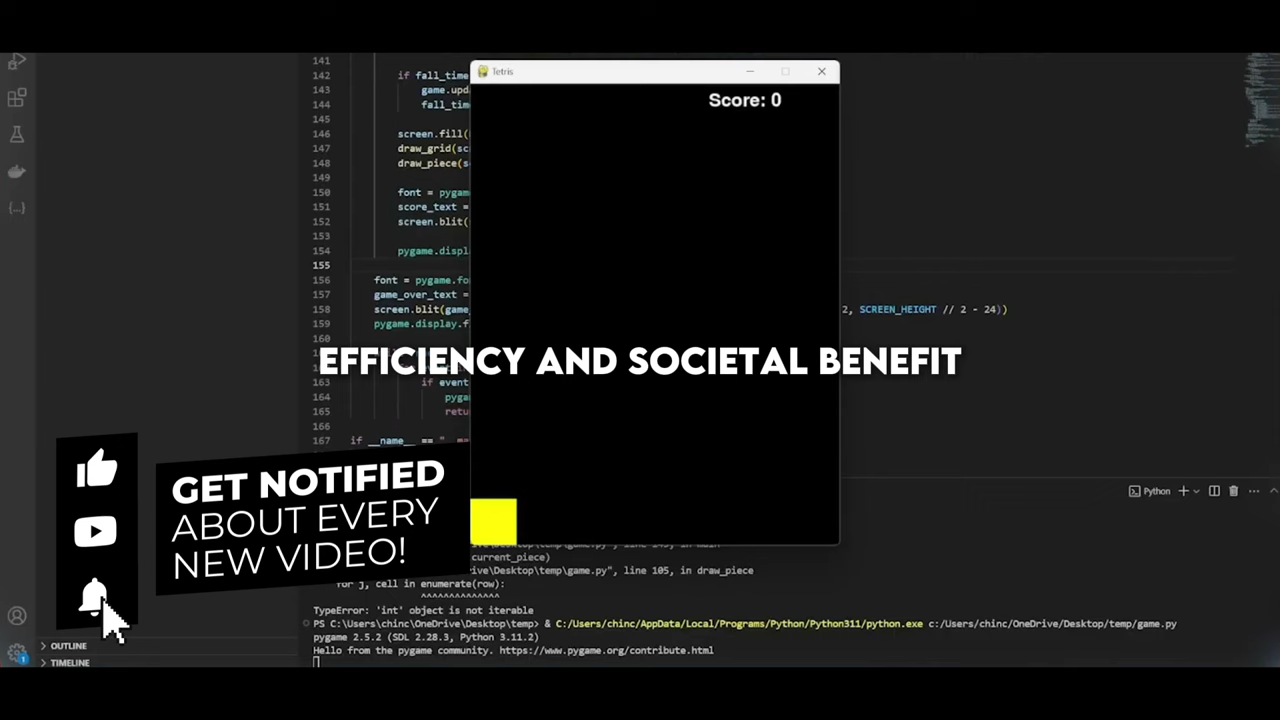 141
142 if fall_time
143 game.upd
144 fall_tim
146 screen.fill(
147 draw_grid(sc
148 draw_piece(s
150 font = pygam
151 score_text =
152 screen.blit(
154 pygame.displ
155
156 font = pygame.fo
157 game_over_text =
158 screen.blit(game_ 2, SCREEN_HEIGHT // 2 - 24))
159 pygame.display.f
163 if event
164 pyga
165 retu
166
167 if __name__ == "
Tetris
Score: 0
EFFICIENCY AND SOCIETAL BENEFIT
GET NOTIFIED
ABOUT EVERY
NEW VIDEO!
Python
current_piece)
Desktop\temp\game.py", line 105, in draw_piece
for j, cell in enumerate(row):
^^^^^^^^^^^^^^
TypeError: 'int' object is not iterable
PS C:\Users\chinc\OneDrive\Desktop\temp> & C:/Users/chinc/AppData/Local/Programs/Python/Python311/python.exe c:/Users/chinc/OneDrive/Desktop/temp/game.py
pygame 2.5.2 (SDL 2.28.3, Python 3.11.2)
Hello from the pygame community. https://www.pygame.org/contribute.html
OUTLINE
TIMELINE
1